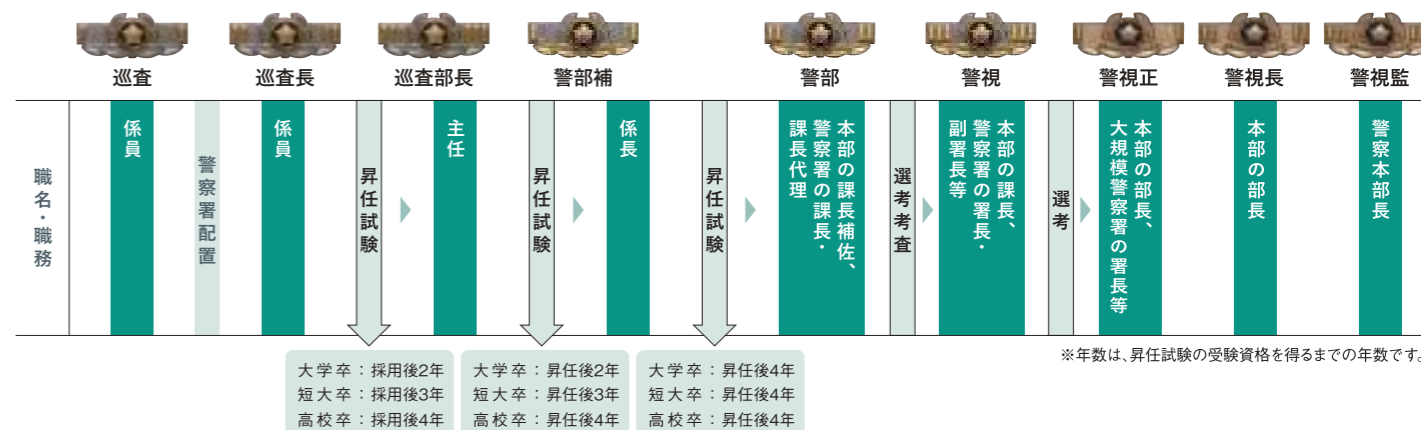 巡査
巡査長
巡査部長
警部補
警部
警視
警視正
警視長
警視監
職名・職務
係員
警察署配置
係員
昇任試験
主任
昇任試験
係長
昇任試験
本部の課長補佐、
警察署の課長・
課長代理
選考考査
本部の課長、
警察署の署長・
副署長等
選考
本部の部長、
大規模警察署の署長等
本部の部長
警察本部長
※年数は、昇任試験の受験資格を得るまでの年数です。
大学卒：採用後2年
短大卒：採用後3年
高校卒：採用後4年
大学卒：昇任後2年
短大卒：昇任後3年
高校卒：昇任後4年
大学卒：昇任後4年
短大卒：昇任後4年
高校卒：昇任後4年